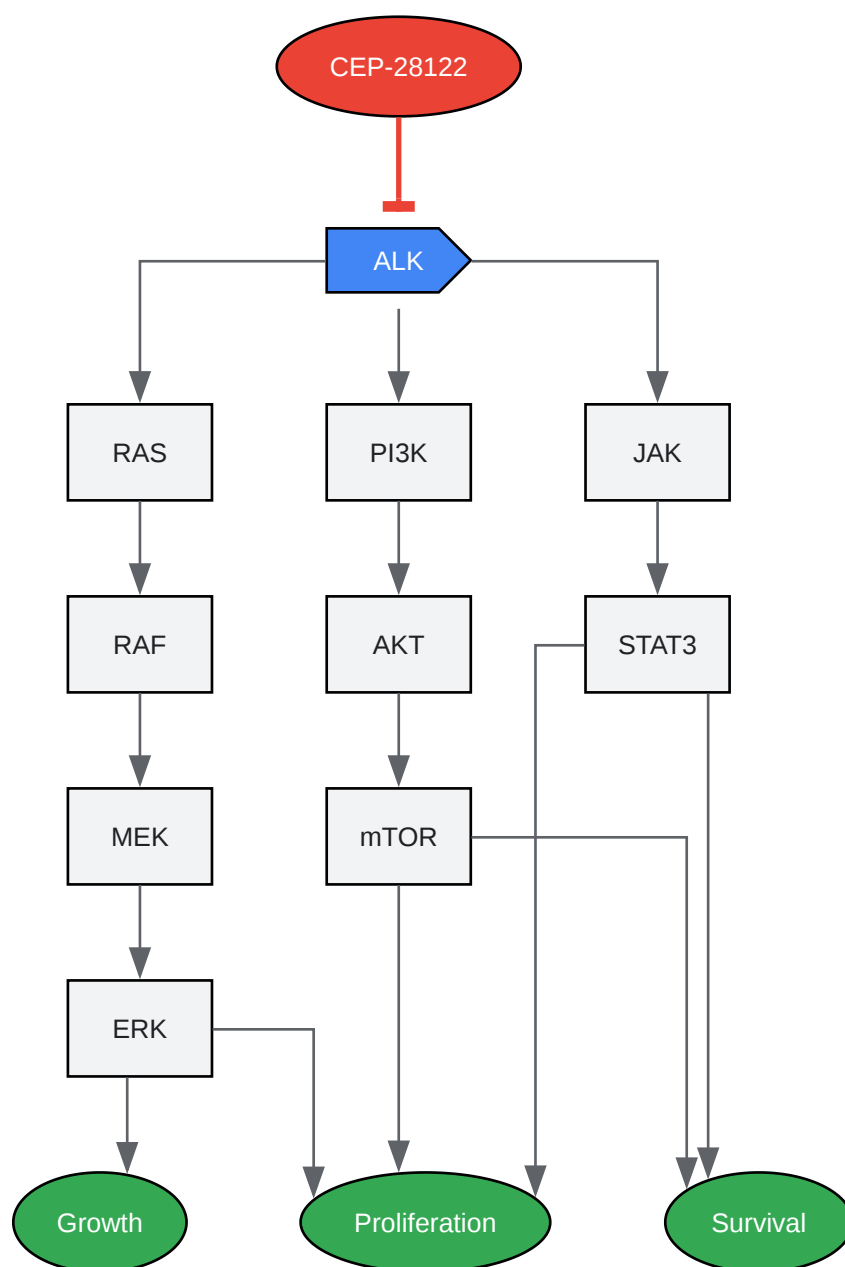 CEP-28122
ALK
RAS
PI3K
JAK
RAF
AKT
STAT3
MEK
mTOR
ERK
Growth
Proliferation
Survival